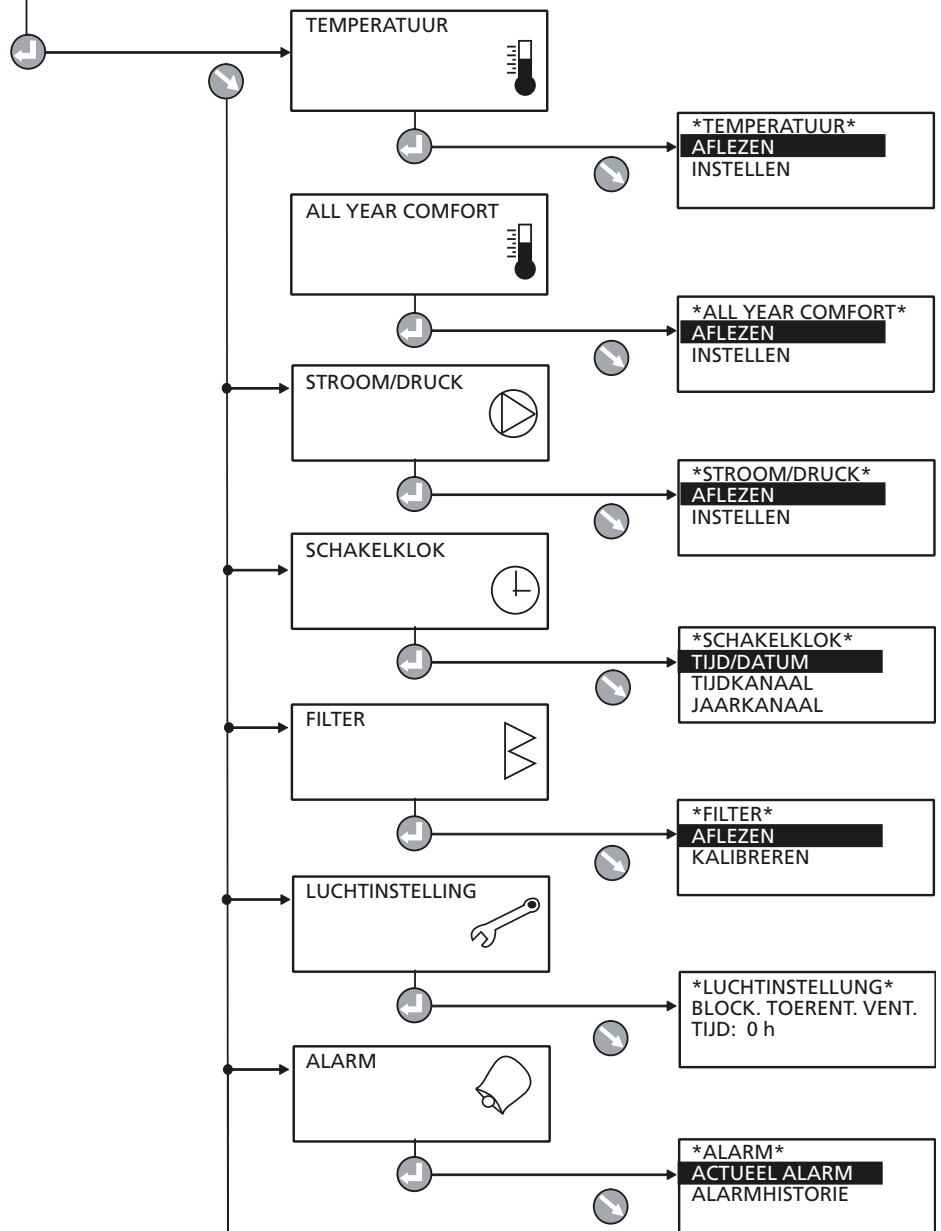 TEMPERATUUR
*TEMPERATUUR*
AFLEZEN
INSTELLEN
ALL YEAR COMFORT
*ALL YEAR COMFORT*
AFLEZEN
INSTELLEN
STROOM/DRUCK
*STROOM/DRUCK*
AFLEZEN
INSTELLEN
SCHAKELKLOK
*SCHAKELKLOK*
TIJD/DATUM
TIJDKANAAL
JAARKANAAL
FILTER
*FILTER*
AFLEZEN
KALIBREREN
LUCHTINSTELLING
*LUCHTINSTELLUNG*
BLOCK. TOERENT. VENT.
TIJD: 0 h
ALARM
*ALARM*
ACTUEEL ALARM
ALARMHISTORIE